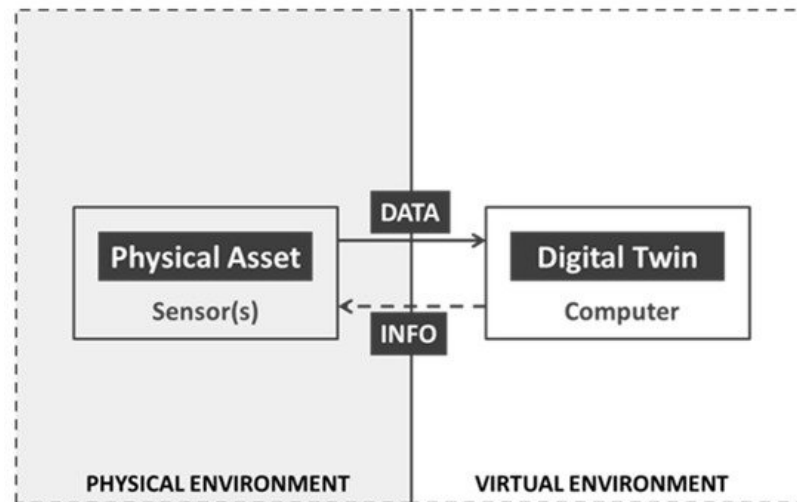 DATA
Physical Asset
Sensor(s)
Digital Twin
Computer
INFO
PHYSICAL ENVIRONMENT
VIRTUAL ENVIRONMENT